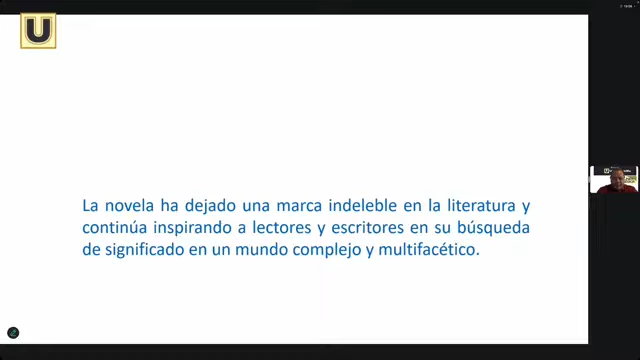 U
La novela ha dejado una marca indeleble en la literatura y
continúa inspirando a lectores y escritores en su búsqueda
de significado en un mundo complejo y multifacético.